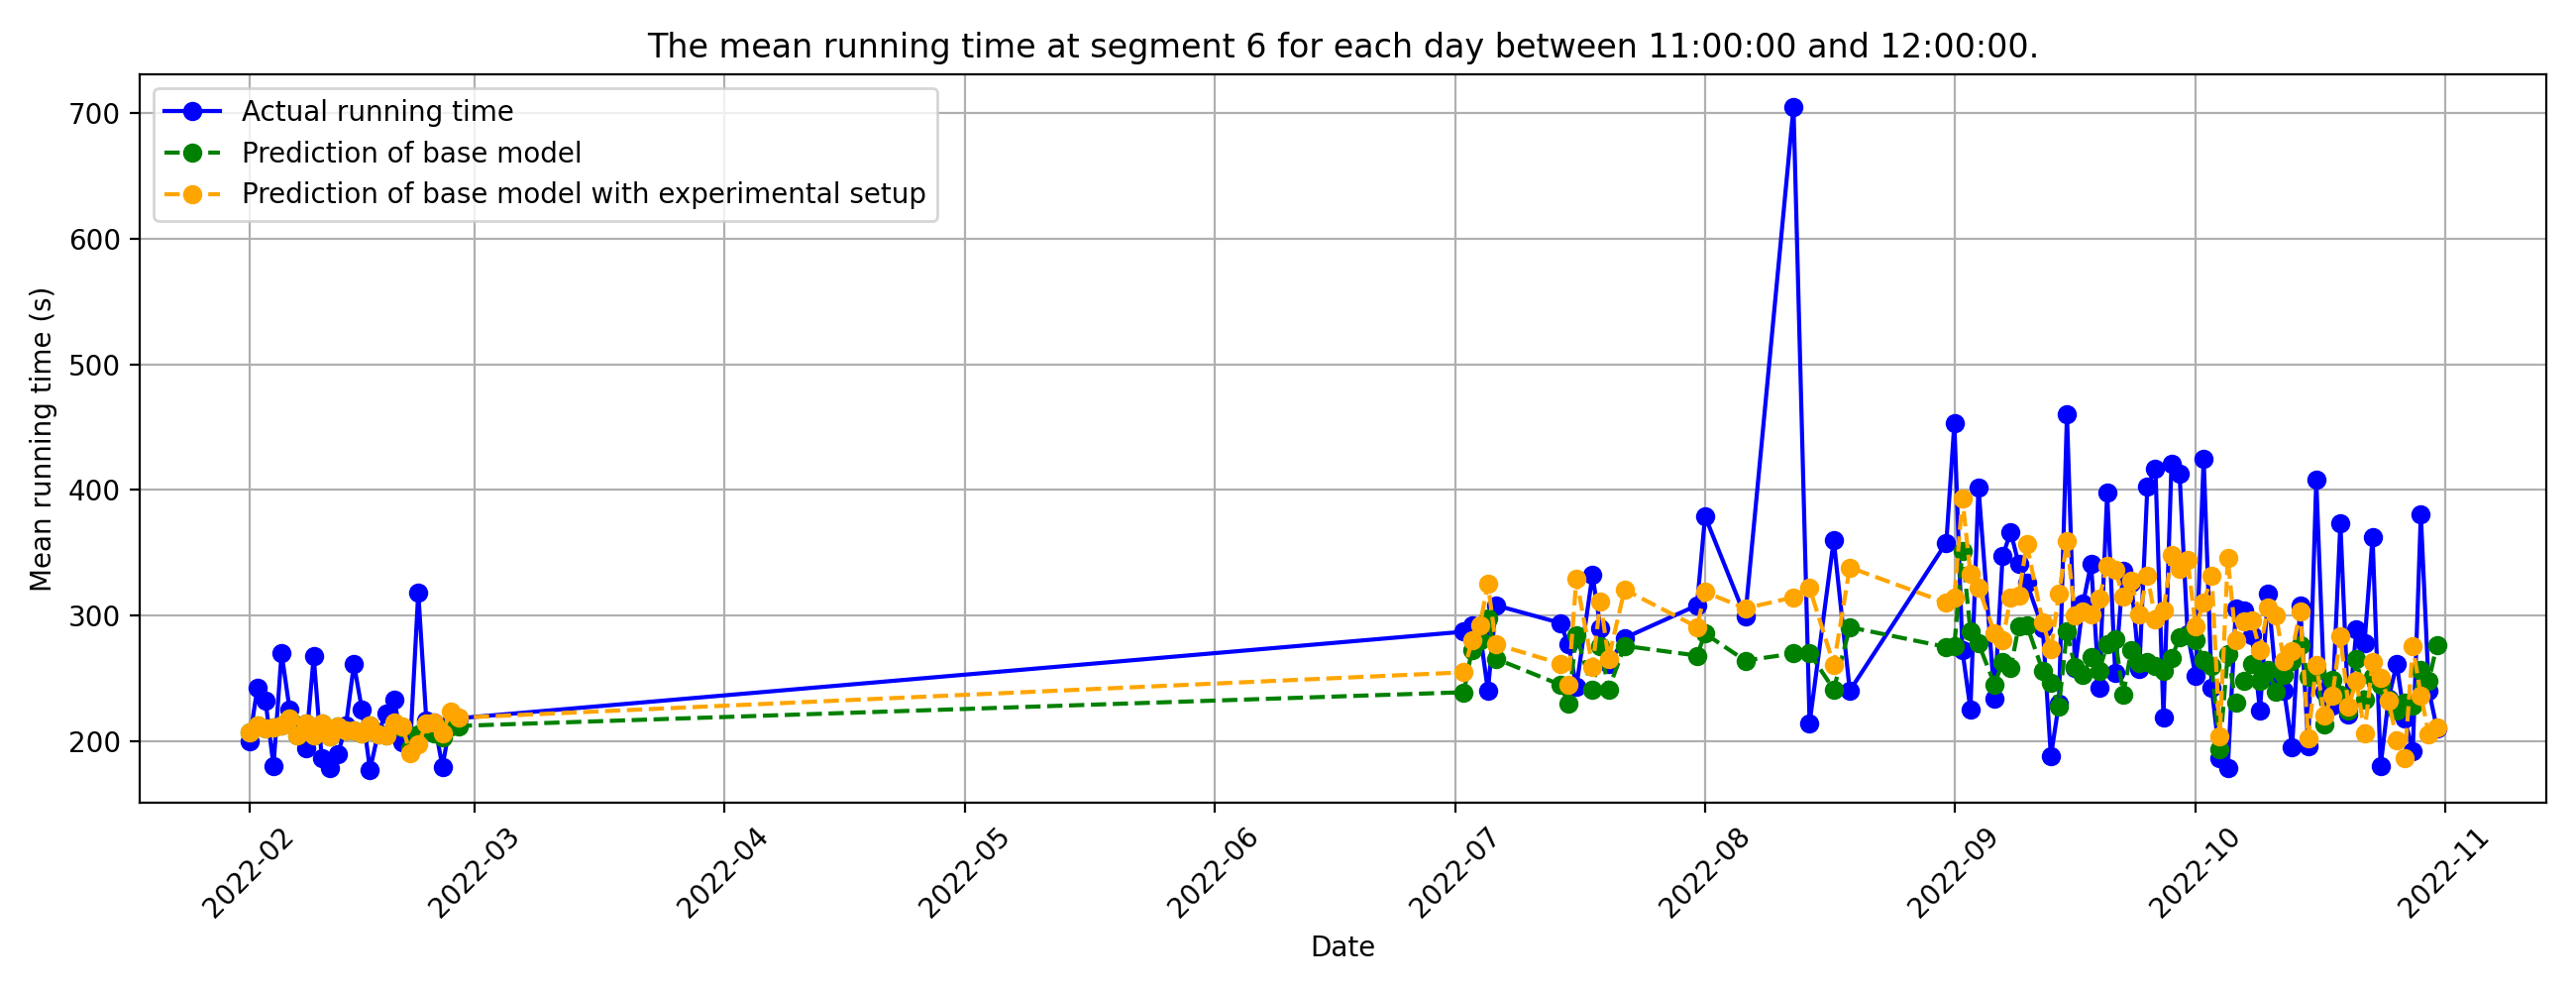 The mean running time at segment 6 for each day between 11:00:00 and 12:00:00.
Actual running time
Prediction of base model
Prediction of base model with experimental setup
Mean running time (s)
700
600
500
400
300
200
2022-02
2022-03
2022-04
2022-05
2022-06
2022-07
2022-08
2022-09
2022-10
2022-11
Date